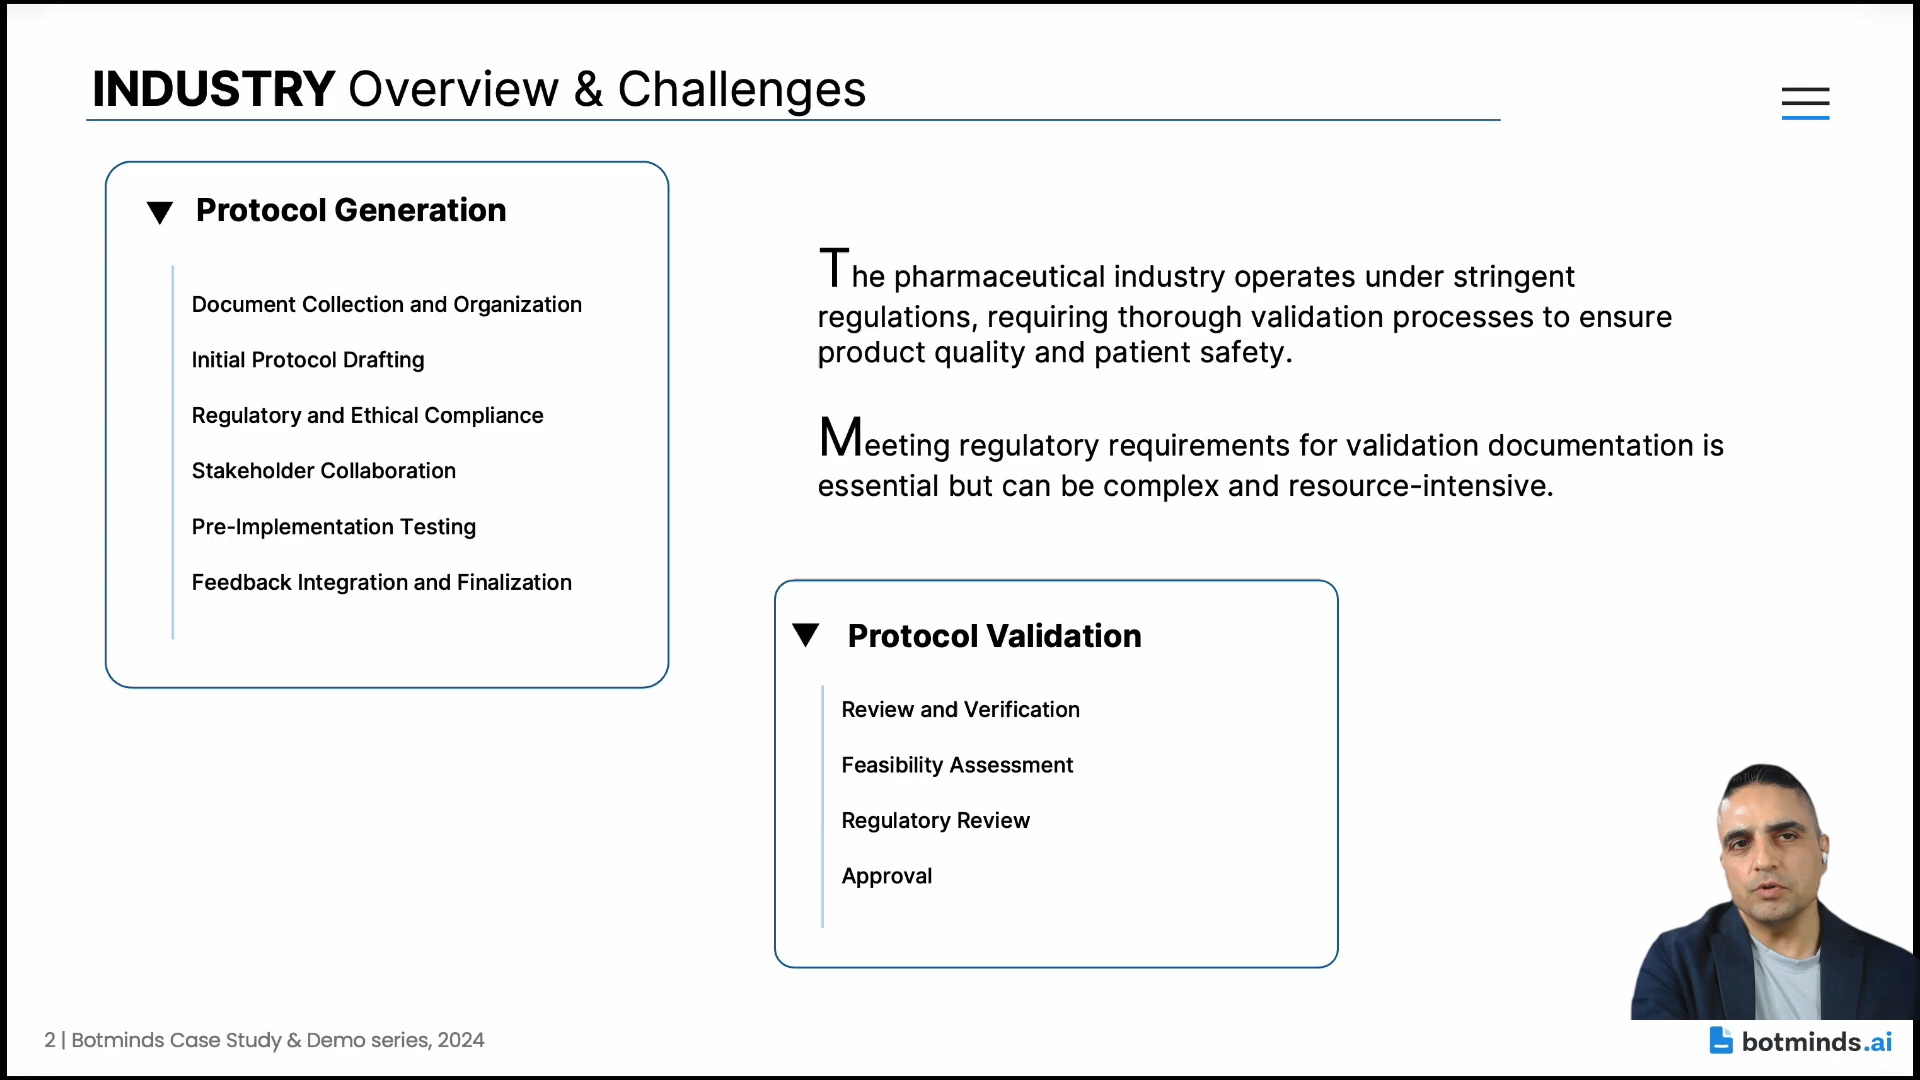 INDUSTRY Overview & Challenges
Protocol Generation
Document Collection and Organization
Initial Protocol Drafting
Regulatory and Ethical Compliance
Stakeholder Collaboration
Pre-Implementation Testing
Feedback Integration and Finalization
The pharmaceutical industry operates under stringent
regulations, requiring thorough validation processes to ensure
product quality and patient safety.
Meeting regulatory requirements for validation documentation is
essential but can be complex and resource-intensive.
Protocol Validation
Review and Verification
Feasibility Assessment
Regulatory Review
Approval
2 | Botminds Case Study & Demo series, 2024
botminds.ai